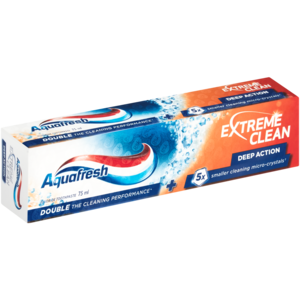 EXTREME
CLEAN
DEEP ACTION
Aquafresh
75 ml
5x smaller cleaning micro-crystals*
DOUBLE THE CLEANING PERFORMANCE*